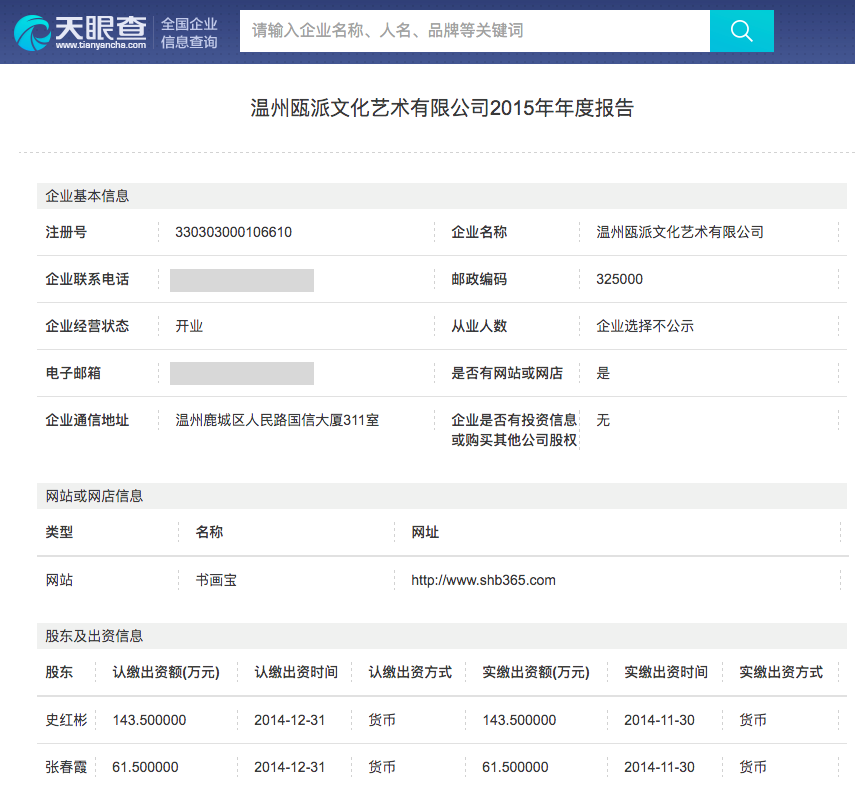 天眼查
www.tianyancha.com
全国企业
信息查询
请输入企业名称、人名、品牌等关键词
温州瓯派文化艺术有限公司2015年年度报告
企业基本信息
注册号 330303000106610 企业名称 温州瓯派文化艺术有限公司
企业联系电话 邮政编码 325000
企业经营状态 开业 从业人数 企业选择不公示
电子邮箱 是否有网站或网店 是
企业通信地址 温州鹿城区人民路国信大厦311室 企业是否有投资信息 无
或购买其他公司股权
网站或网店信息
类型 名称 网址
网站 书画宝 http://www.shb365.com
股东及出资信息
股东 认缴出资额(万元) 认缴出资时间 认缴出资方式 实缴出资额(万元) 实缴出资时间 实缴出资方式
史红彬 143.500000 2014-12-31 货币 143.500000 2014-11-30 货币
张春霞 61.500000 2014-12-31 货币 61.500000 2014-11-30 货币